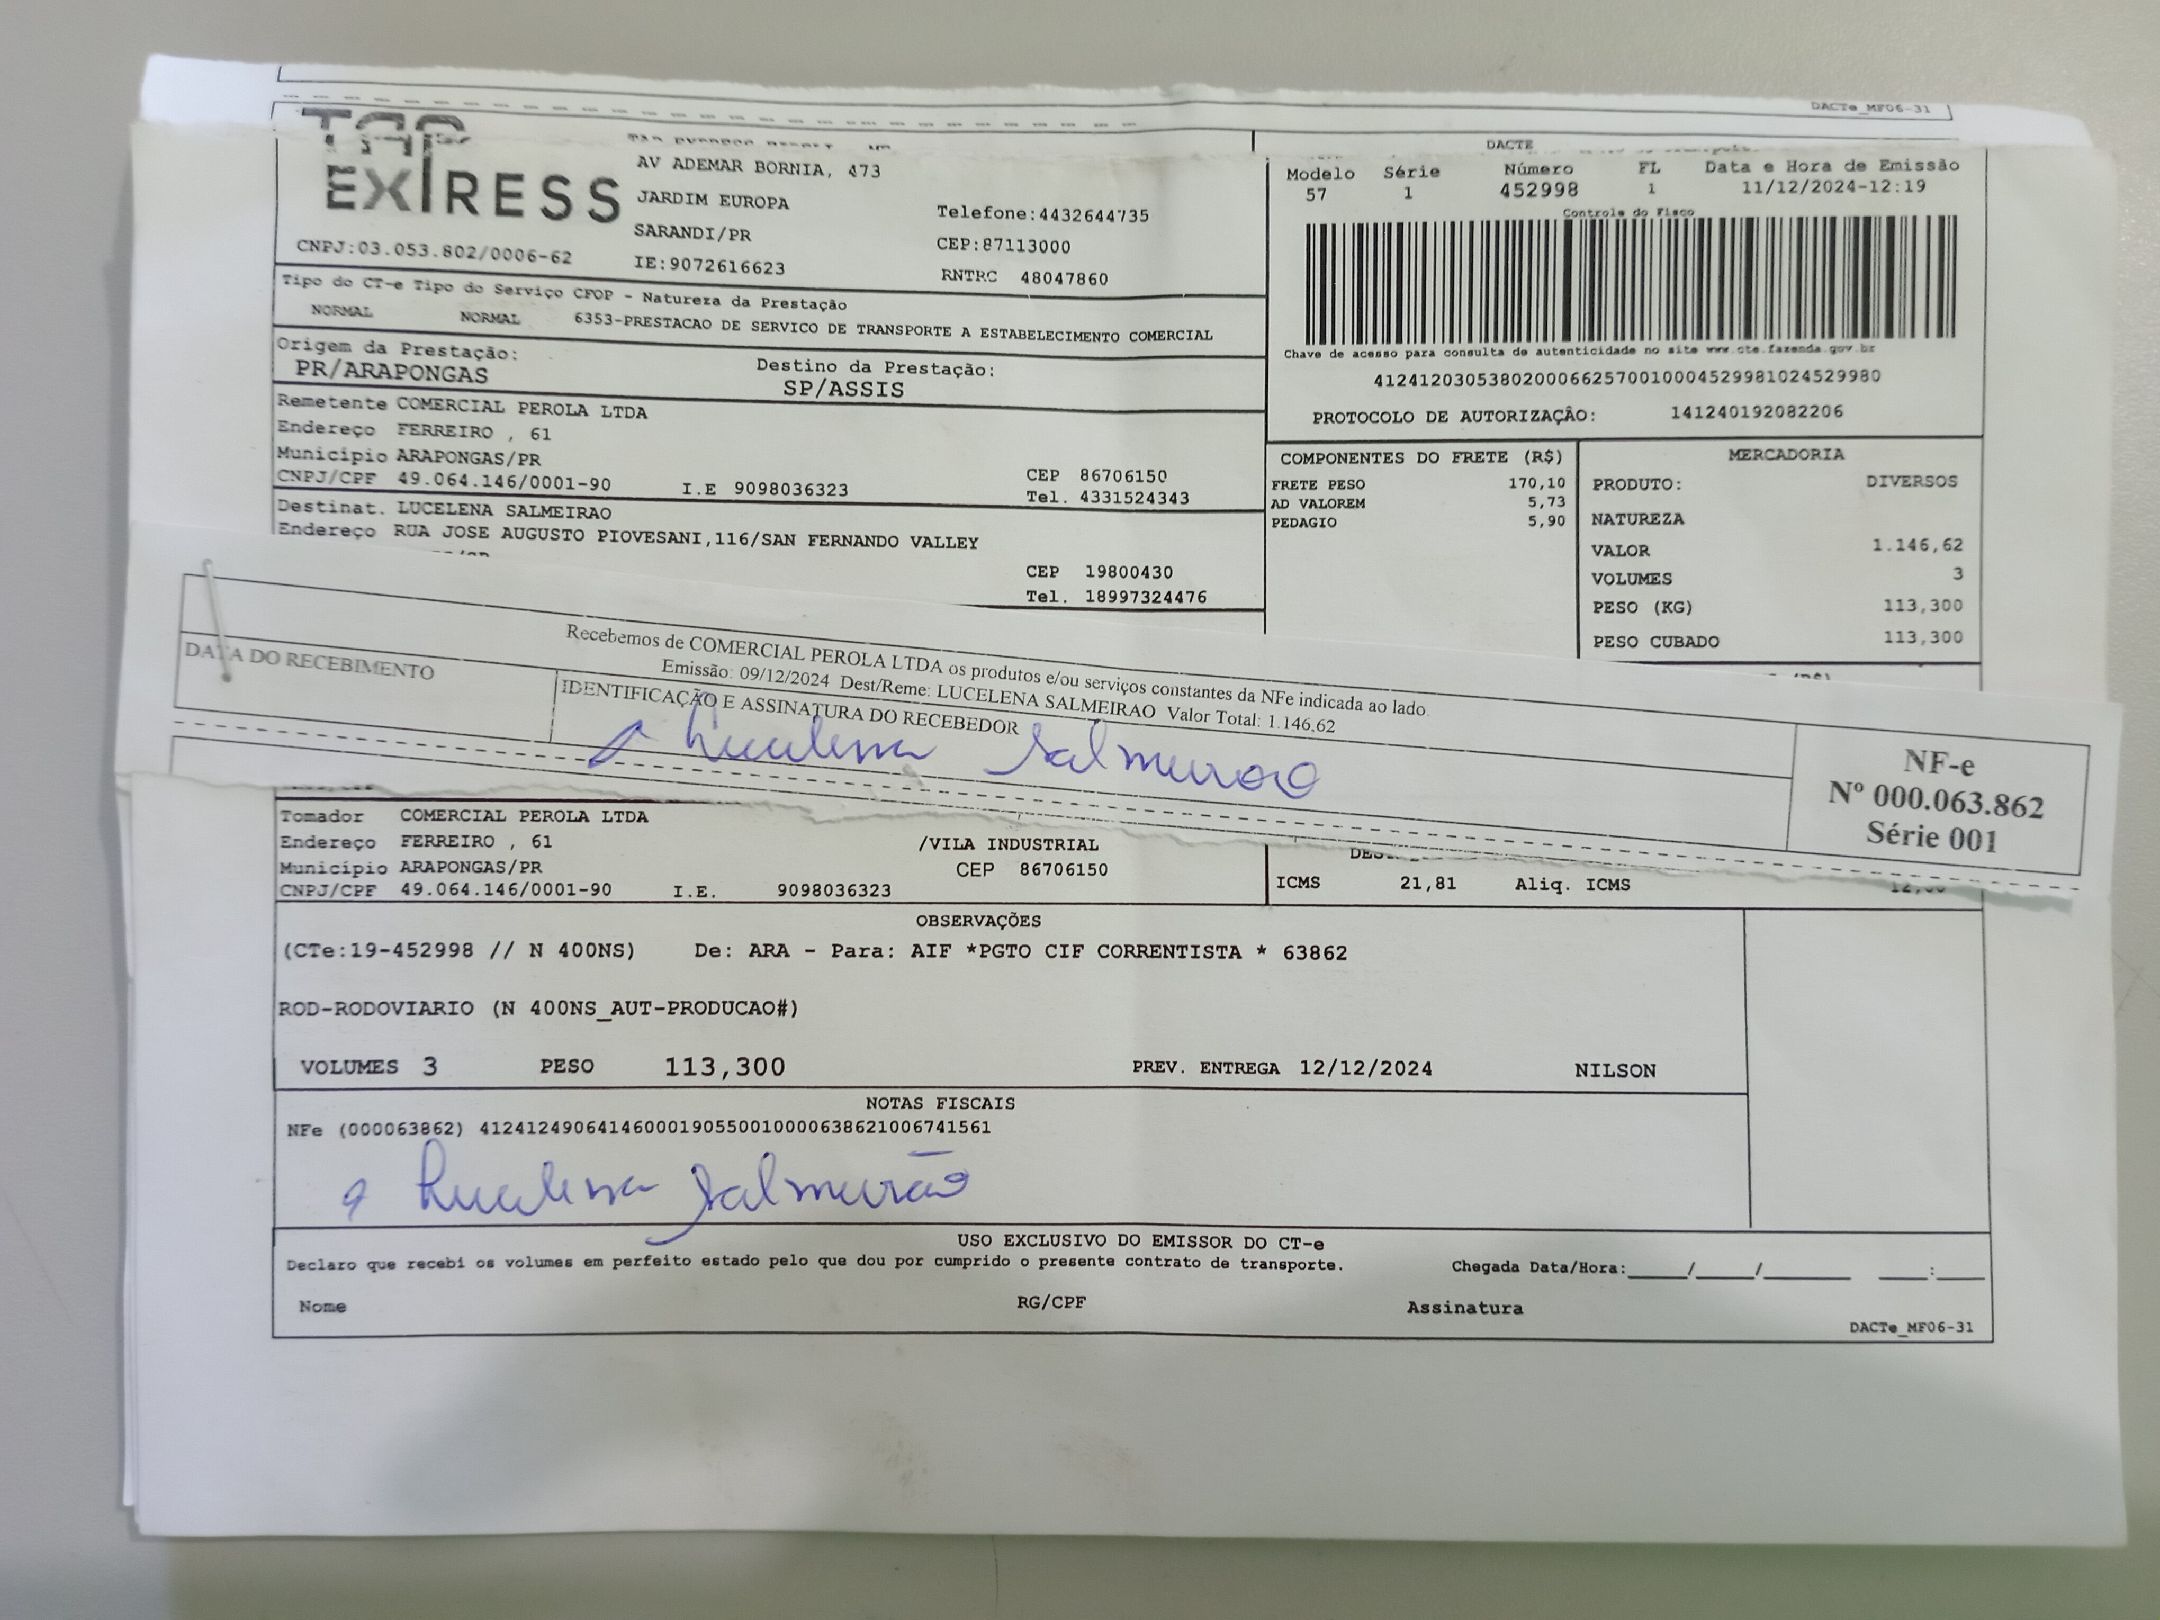 DACTe_MF06-31
TAP
EXPRESS
AV ADEMAR BORNIA, 473
JARDIM EUROPA
SARANDI/PR
Telefone:4432644735
CEP:87113000
CNPJ:03.053.802/0006-62
IE:9072616623
RNTRC 48047860
DACTE
Modelo Série Número FL Data e Hora de Emissão
57 1 452998 1 11/12/2024-12:19
Controle do Fisco
Chave de acesso para consulta de autenticidade no site www.cte.fazenda.gov.br
41241203053802000662570010004529981024529980
PROTOCOLO DE AUTORIZAÇÂO: 141240192082206
Tipo do CT-e Tipo do Serviço CFOP - Natureza da Prestação
NORMAL NORMAL 6353-PRESTACAO DE SERVICO DE TRANSPORTE A ESTABELECIMENTO COMERCIAL
Origem da Prestação: Destino da Prestação:
PR/ARAPONGAS SP/ASSIS
Remetente COMERCIAL PEROLA LTDA
Endereço FERREIRO , 61
Município ARAPONGAS/PR CEP 86706150
CNPJ/CPF 49.064.146/0001-90 I.E 9098036323 Tel. 4331524343
Destinat. LUCELENA SALMEIRAO
Endereço RUA JOSE AUGUSTO PIOVESANI,116/SAN FERNANDO VALLEY
CEP 19800430
Tel. 18997324476
COMPONENTES DO FRETE (R$)
FRETE PESO 170,10
AD VALOREM 5,73
PEDAGIO 5,90
MERCADORIA
PRODUTO: DIVERSOS
NATUREZA
VALOR 1.146,62
VOLUMES 3
PESO (KG) 113,300
PESO CUBADO 113,300
Recebemos de COMERCIAL PEROLA LTDA os produtos e/ou serviços constantes da NFe indicada ao lado.
Emissão: 09/12/2024 Dest/Reme: LUCELENA SALMEIRAO Valor Total: 1.146,62
DATA DO RECEBIMENTO
IDENTIFICAÇÃO E ASSINATURA DO RECEBEDOR
Lucelena Salmeirao
NF-e
Nº 000.063.862
Série 001
Tomador COMERCIAL PEROLA LTDA
Endereço FERREIRO , 61 /VILA INDUSTRIAL
Município ARAPONGAS/PR CEP 86706150
CNPJ/CPF 49.064.146/0001-90 I.E. 9098036323
ICMS 21,81 Aliq. ICMS
OBSERVAÇÕES
(CTe:19-452998 // N 400NS) De: ARA - Para: AIF *PGTO CIF CORRENTISTA * 63862
ROD-RODOVIARIO (N 400NS_AUT-PRODUCAO#)
VOLUMES 3 PESO 113,300 PREV. ENTREGA 12/12/2024 NILSON
NOTAS FISCAIS
NFe (000063862) 41241249064146000190550010000638621006741561
Lucelena Salmeirão
USO EXCLUSIVO DO EMISSOR DO CT-e
Declaro que recebi os volumes em perfeito estado pelo que dou por cumprido o presente contrato de transporte. Chegada Data/Hora:____/____/______ ___:___
Nome RG/CPF Assinatura
DACTe_MF06-31